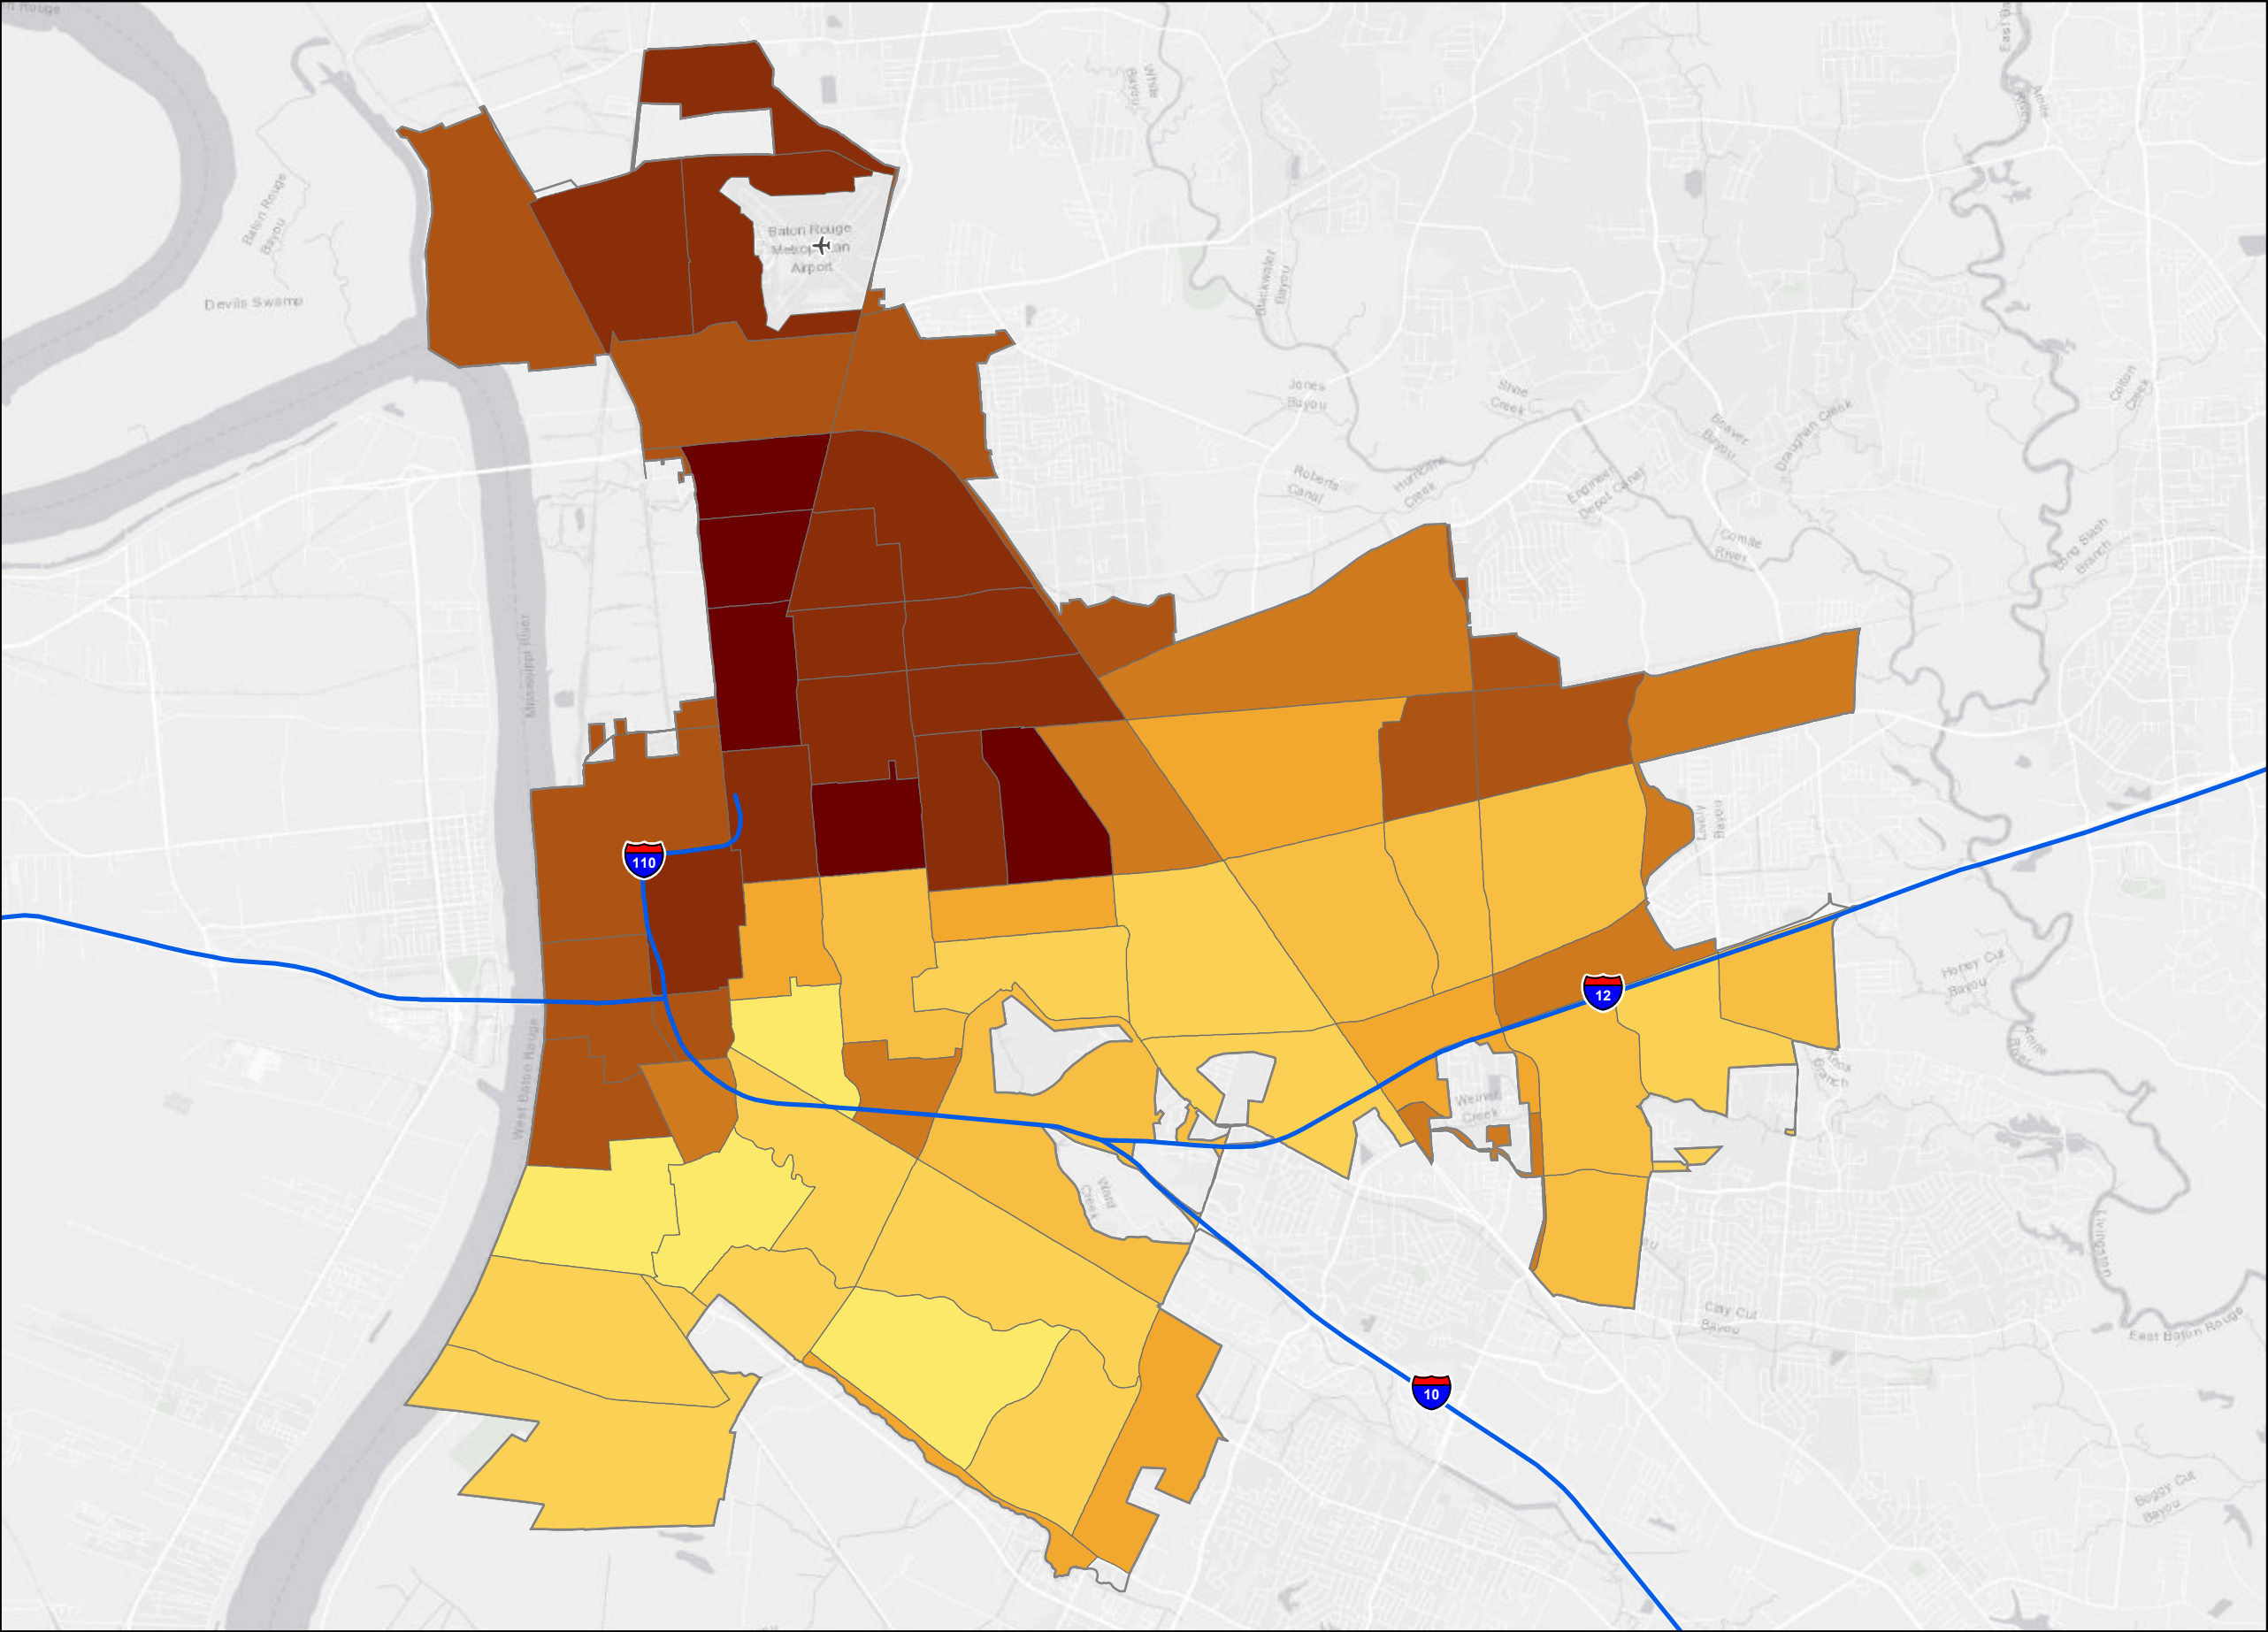 White
Bayou
Amite
River
Baton Rouge
Bayou
Baton Rouge
Airport
Devils Swamp
Blackwater
Bayou
Jones
Bayou
Shoe
Creek
Beaver
Bayou
Draughan Creek
Colton
Creek
Roberts
Canal
Hurricane
Creek
Engineer
Depot Canal
Comite
River
Long Slash
Branch
Mississippi River
Lively
Bayou
110
12
Honey Cut
Bayou
Amite
River
Knox
Branch
West Baton Rouge
Weiner
Creek
Ward
Creek
Livingston
Clay Cut
Bayou
East Baton Rouge
10
Boggy Cut
Bayou